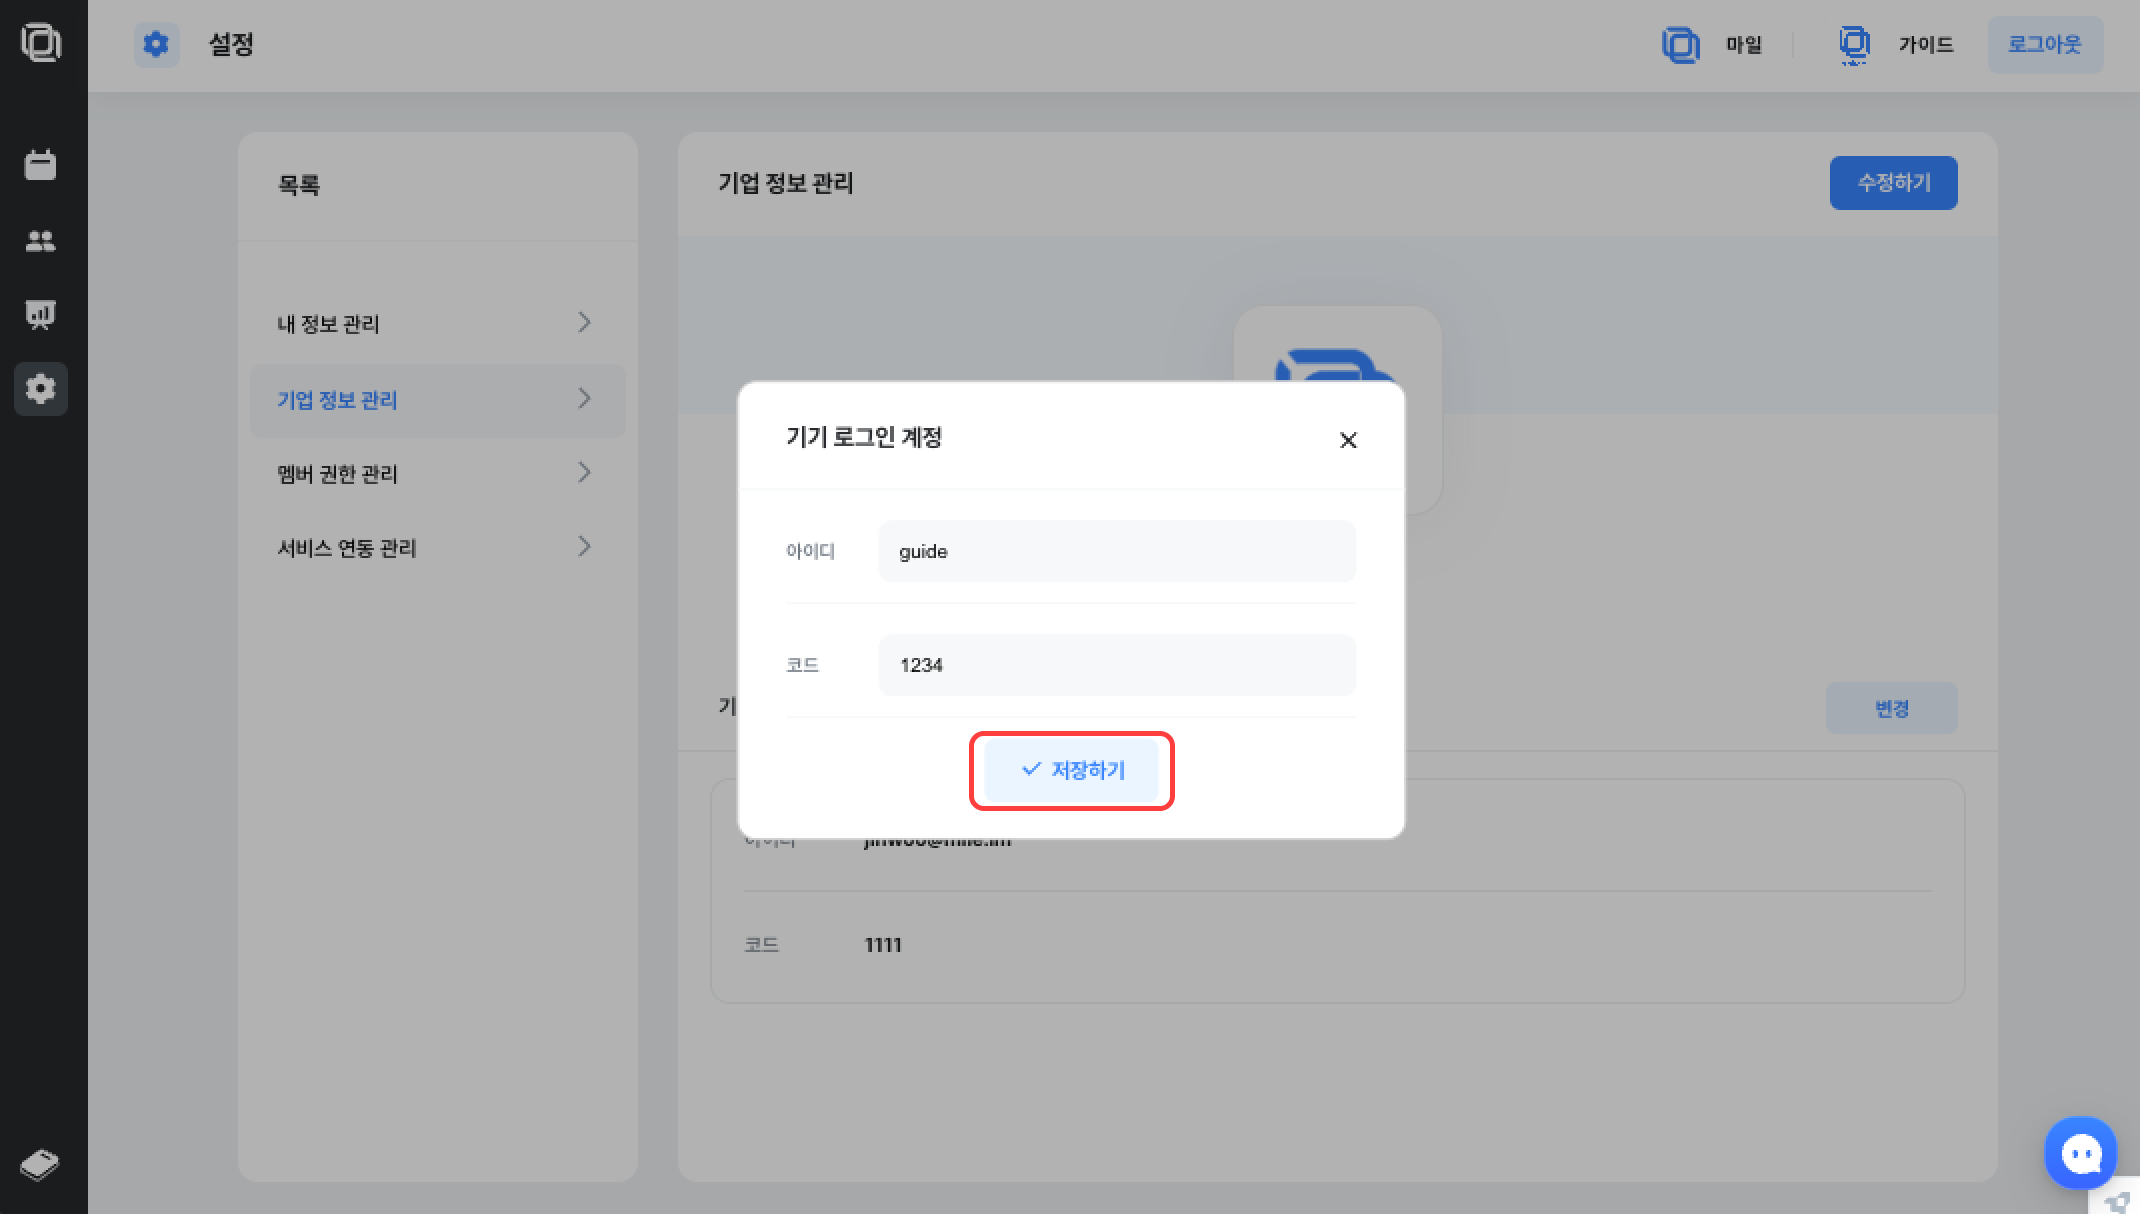 설정
마일
가이드
로그아웃
목록
내 정보 관리
기업 정보 관리
멤버 권한 관리
서비스 연동 관리
기업 정보 관리
수정하기
기기 로그인 계정
아이디
guide
코드
1234
저장하기
기
변경
아이디
코드
1111